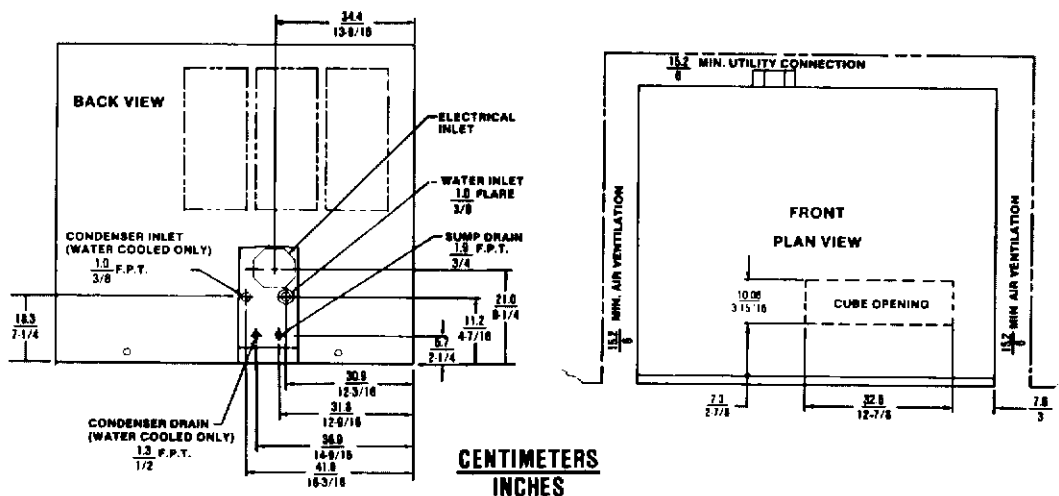 34.4
13-9/16
BACK VIEW
ELECTRICAL
INLET
WATER INLET
1.0 FLARE
3/8
CONDENSER INLET
(WATER COOLED ONLY)
1.0 F.P.T.
3/8
SUMP DRAIN
1.9 F.P.T.
3/4
18.3
7-1/4
21.0
8-1/4
11.2
4-7/16
5.7
2-1/4
30.9
12-3/16
31.8
12-9/16
CONDENSER DRAIN
(WATER COOLED ONLY)
1.3 F.P.T.
1/2
36.9
14-9/16
41.8
16-3/16
15.2 MIN. UTILITY CONNECTION
6
FRONT
PLAN VIEW
15.2 MIN. AIR VENTILATION
6
15.2 MIN AIR VENTILATION
6
10.06
3 15/16
CUBE OPENING
7.3
2-7/8
32.8
12-7/8
7.6
3
CENTIMETERS
INCHES